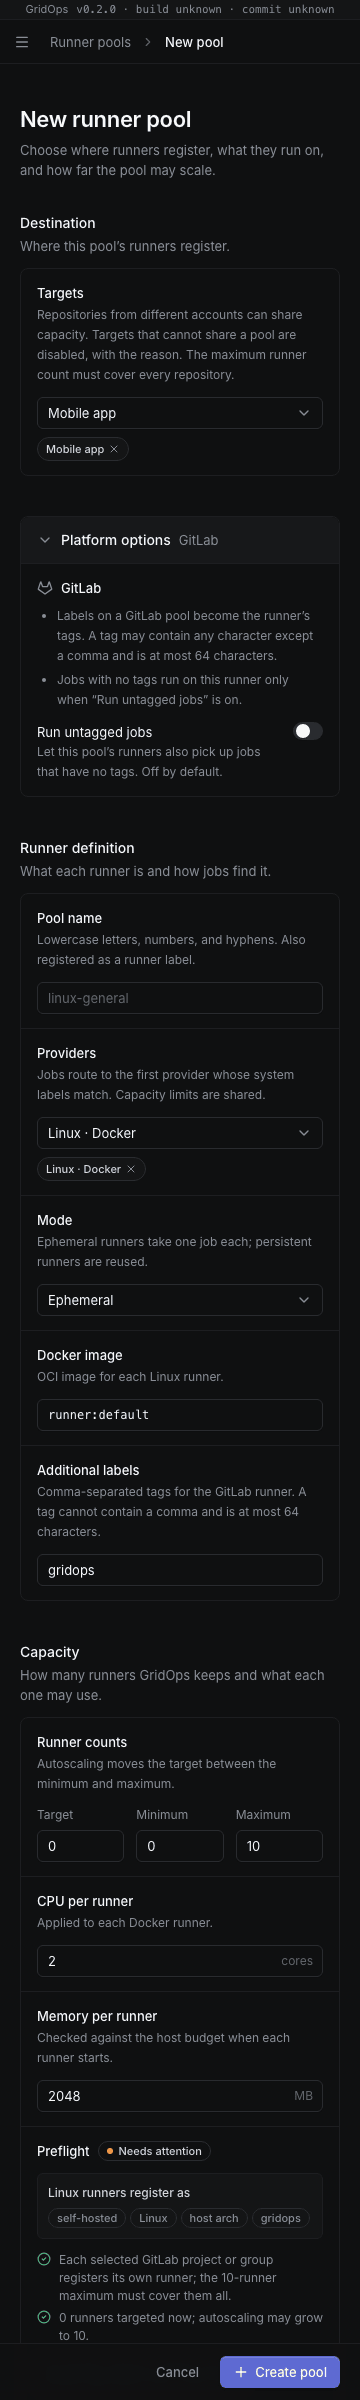 GridOps v0.2.0 · build unknown · commit unknown
Runner pools > New pool
New runner pool
Choose where runners register, what they run on,
and how far the pool may scale.
Destination
Where this pool’s runners register.
Targets
Repositories from different accounts can share
capacity. Targets that cannot share a pool are
disabled, with the reason. The maximum runner
count must cover every repository.
Mobile app
Mobile app
Platform options GitLab
GitLab
• Labels on a GitLab pool become the runner’s
tags. A tag may contain any character except
a comma and is at most 64 characters.
• Jobs with no tags run on this runner only
when “Run untagged jobs” is on.
Run untagged jobs
Let this pool’s runners also pick up jobs
that have no tags. Off by default.
Runner definition
What each runner is and how jobs find it.
Pool name
Lowercase letters, numbers, and hyphens. Also
registered as a runner label.
linux-general
Providers
Jobs route to the first provider whose system
labels match. Capacity limits are shared.
Linux · Docker
Linux · Docker
Mode
Ephemeral runners take one job each; persistent
runners are reused.
Ephemeral
Docker image
OCI image for each Linux runner.
runner:default
Additional labels
Comma-separated tags for the GitLab runner. A
tag cannot contain a comma and is at most 64
characters.
gridops
Capacity
How many runners GridOps keeps and what each
one may use.
Runner counts
Autoscaling moves the target between the
minimum and maximum.
Target Minimum Maximum
0 0 10
CPU per runner
Applied to each Docker runner.
2 cores
Memory per runner
Checked against the host budget when each
runner starts.
2048 MB
Preflight Needs attention
Linux runners register as
self-hosted Linux host arch gridops
Each selected GitLab project or group
registers its own runner; the 10-runner
maximum must cover them all.
0 runners targeted now; autoscaling may grow
to 10.
Cancel + Create pool